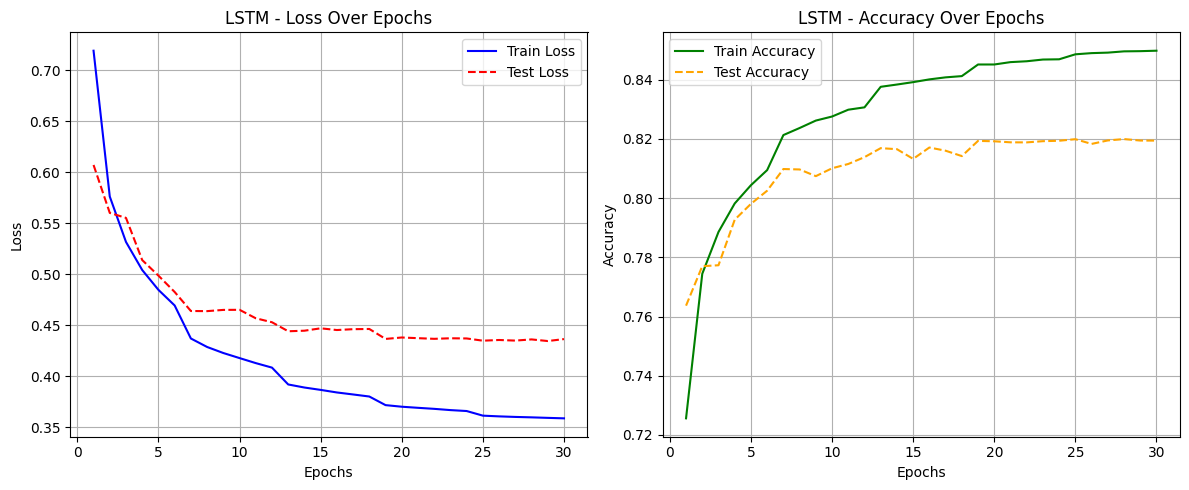 LSTM - Loss Over Epochs
Train Loss
Test Loss
0.70
0.65
0.60
0.55
0.50
0.45
0.40
0.35
Loss
0
5
10
15
20
25
30
Epochs
LSTM - Accuracy Over Epochs
Train Accuracy
Test Accuracy
0.84
0.82
0.80
0.78
0.76
0.74
0.72
Accuracy
0
5
10
15
20
25
30
Epochs